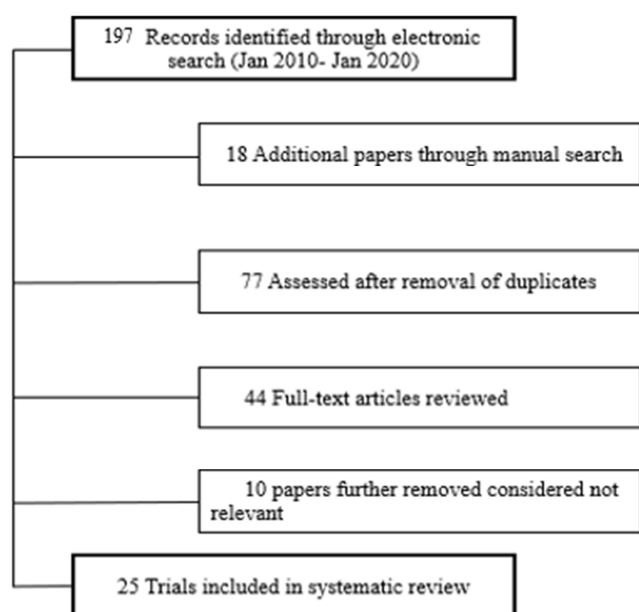 197 Records identified through electronic
search (Jan 2010- Jan 2020)
18 Additional papers through manual search
77 Assessed after removal of duplicates
44 Full-text articles reviewed
10 papers further removed considered not
relevant
25 Trials included in systematic review